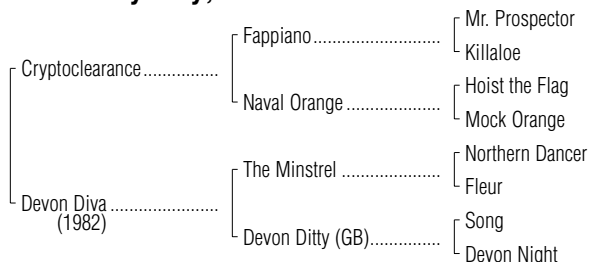 Mr. Prospector
Fappiano
Killaloe
Cryptoclearance
Hoist the Flag
Naval Orange
Mock Orange
Northern Dancer
The Minstrel
Fleur
Devon Diva
(1982)
Song
Devon Ditty (GB)
Devon Night